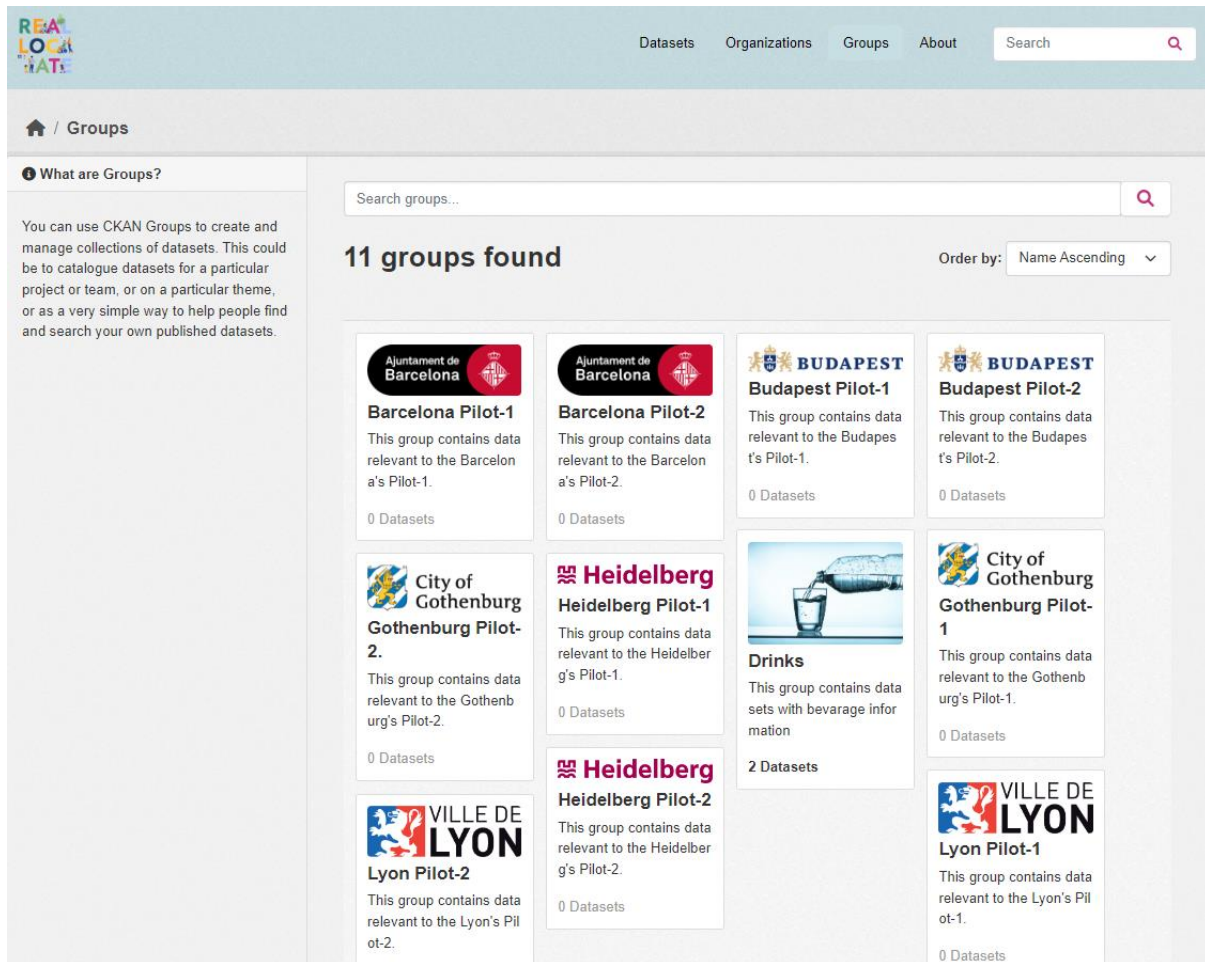 REAL
LOCA
ATE
Datasets
Organizations
Groups
About
Search
/ Groups
What are Groups?
You can use CKAN Groups to create and
manage collections of datasets. This could
be to catalogue datasets for a particular
project or team, or on a particular theme,
or as a very simple way to help people find
and search your own published datasets.
Search groups...
11 groups found
Order by:
Name Ascending
Ajuntament de
Barcelona
Barcelona Pilot-1
This group contains data
relevant to the Barcelon
a's Pilot-1.
0 Datasets
Ajuntament de
Barcelona
Barcelona Pilot-2
This group contains data
relevant to the Barcelon
a's Pilot-2.
0 Datasets
BUDAPEST
Budapest Pilot-1
This group contains data
relevant to the Budapes
t's Pilot-1.
0 Datasets
BUDAPEST
Budapest Pilot-2
This group contains data
relevant to the Budapes
t's Pilot-2.
0 Datasets
City of
Gothenburg
Gothenburg Pilot-
2.
This group contains data
relevant to the Gothenb
urg's Pilot-2.
0 Datasets
Heidelberg
Heidelberg Pilot-1
This group contains data
relevant to the Heidelber
g's Pilot-1.
0 Datasets
Drinks
This group contains data
sets with bevarage infor
mation
2 Datasets
City of
Gothenburg
Gothenburg Pilot-
1
This group contains data
relevant to the Gothenb
urg's Pilot-1.
0 Datasets
VILLE DE
LYON
Lyon Pilot-2
This group contains data
relevant to the Lyon's Pil
ot-2.
Heidelberg
Heidelberg Pilot-2
This group contains data
relevant to the Heidelber
g's Pilot-2.
0 Datasets
VILLE DE
LYON
Lyon Pilot-1
This group contains data
relevant to the Lyon's Pil
ot-1.
0 Datasets